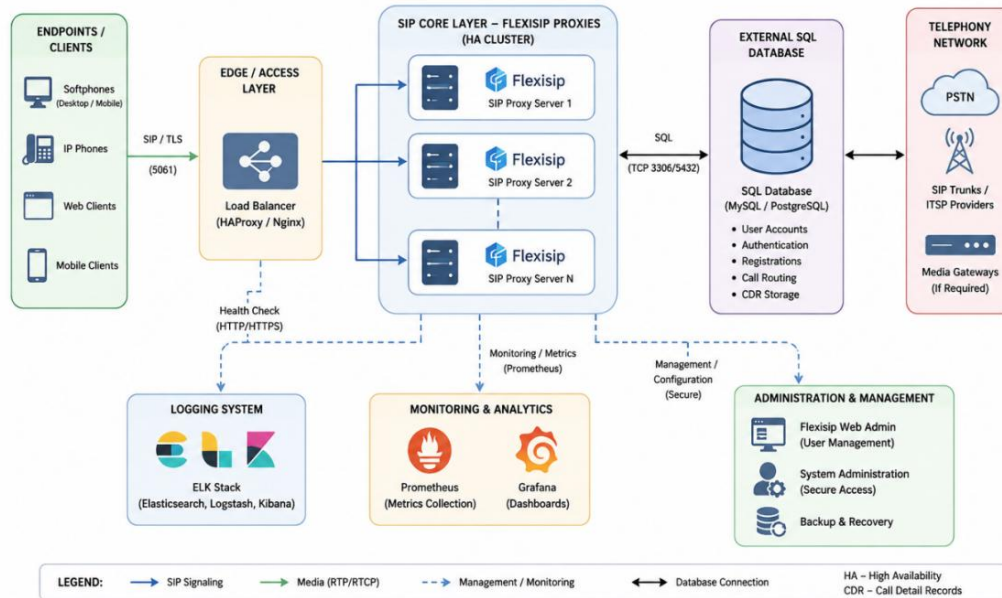 ENDPOINTS /
CLIENTS
Softphones
(Desktop / Mobile)
IP Phones
Web Clients
Mobile Clients
SIP / TLS
(5061)
EDGE / ACCESS
LAYER
Load Balancer
(HAProxy / Nginx)
SIP CORE LAYER – FLEXISIP PROXIES
(HA CLUSTER)
Flexisip
SIP Proxy Server 1
Flexisip
SIP Proxy Server 2
Flexisip
SIP Proxy Server N
SQL
(TCP 3306/5432)
EXTERNAL SQL
DATABASE
SQL Database
(MySQL / PostgreSQL)
• User Accounts
• Authentication
• Registrations
• Call Routing
• CDR Storage
TELEPHONY
NETWORK
PSTN
SIP Trunks /
ITSP Providers
Media Gateways
(If Required)
Health Check
(HTTP/HTTPS)
Monitoring / Metrics
(Prometheus)
Management /
Configuration
(Secure)
LOGGING SYSTEM
ELK
ELK Stack
(Elasticsearch, Logstash, Kibana)
MONITORING & ANALYTICS
Prometheus
(Metrics Collection)
Grafana
(Dashboards)
ADMINISTRATION & MANAGEMENT
Flexisip Web Admin
(User Management)
System Administration
(Secure Access)
Backup & Recovery
LEGEND:
SIP Signaling
Media (RTP/RTCP)
Management / Monitoring
Database Connection
HA – High Availability
CDR – Call Detail Records